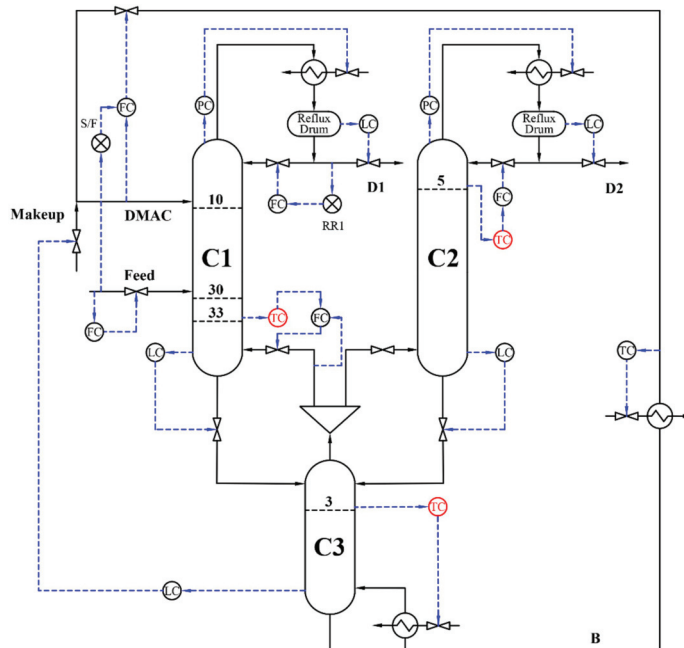 FC
S/F
PC
Reflux
Drum
LC
PC
Reflux
Drum
LC
10
FC
D1
RR1
5
FC
D2
TC
Makeup
DMAC
C1
C2
Feed
30
33
TC
FC
FC
LC
LC
TC
3
TC
C3
LC
B